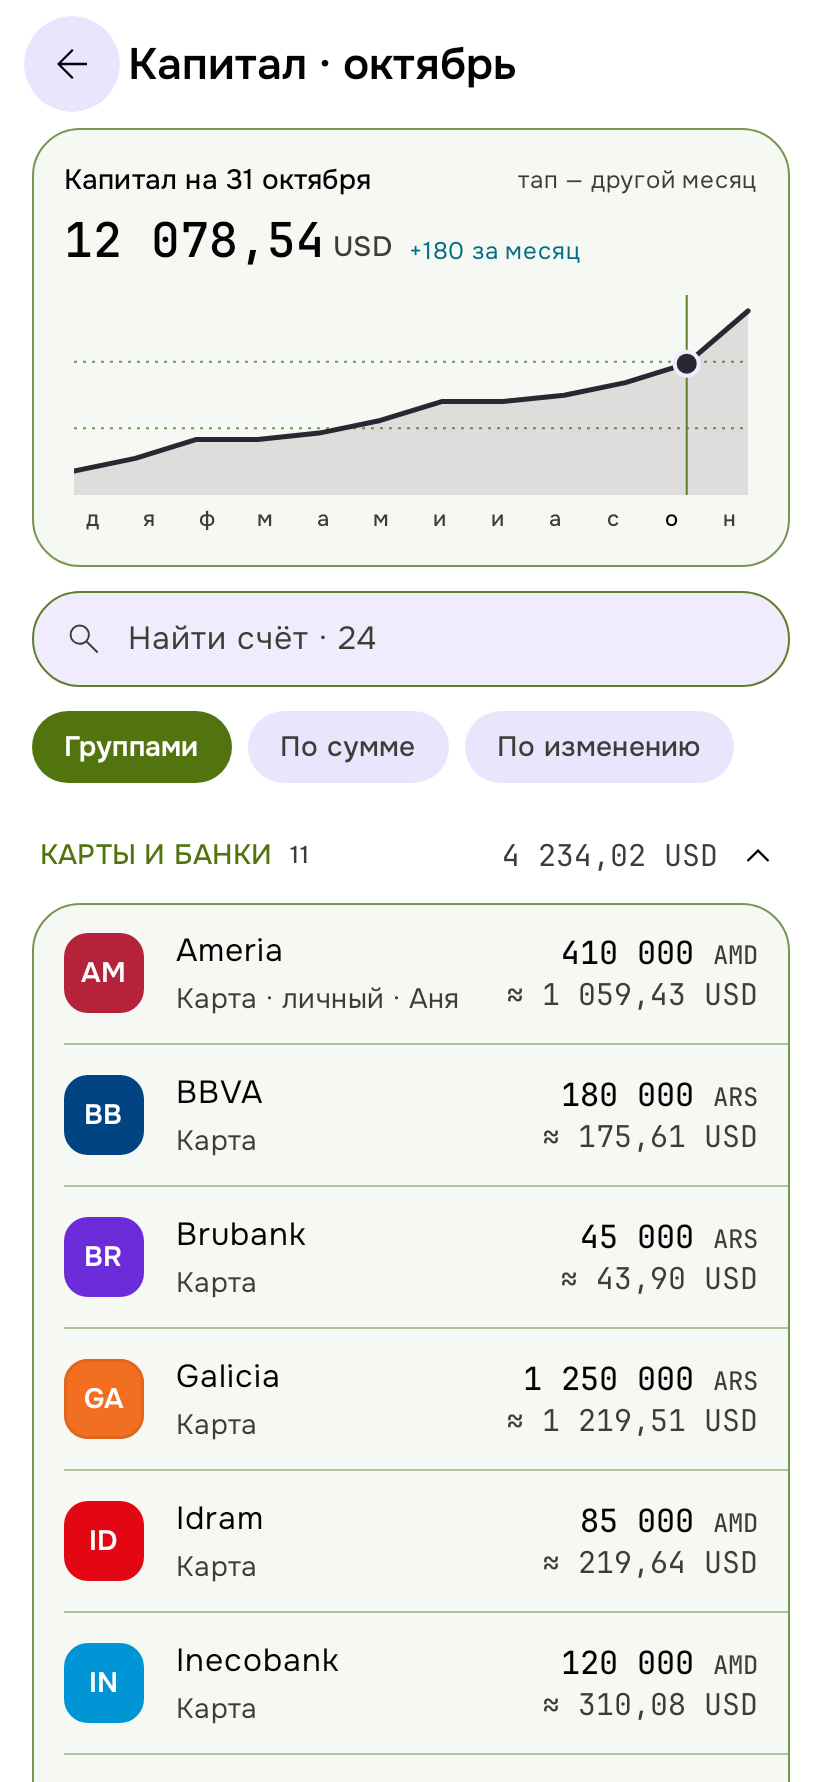 Капитал · октябрь
Капитал на 31 октября тап — другой месяц
12 078,54 USD +180 за месяц
д я ф м а м и и а с о н
Найти счёт · 24
Группами По сумме По изменению
КАРТЫ И БАНКИ 11 4 234,02 USD
AM Ameria 410 000 AMD
Карта · личный · Аня ≈ 1 059,43 USD
BB BBVA 180 000 ARS
Карта ≈ 175,61 USD
BR Brubank 45 000 ARS
Карта ≈ 43,90 USD
GA Galicia 1 250 000 ARS
Карта ≈ 1 219,51 USD
ID Idram 85 000 AMD
Карта ≈ 219,64 USD
IN Inecobank 120 000 AMD
Карта ≈ 310,08 USD